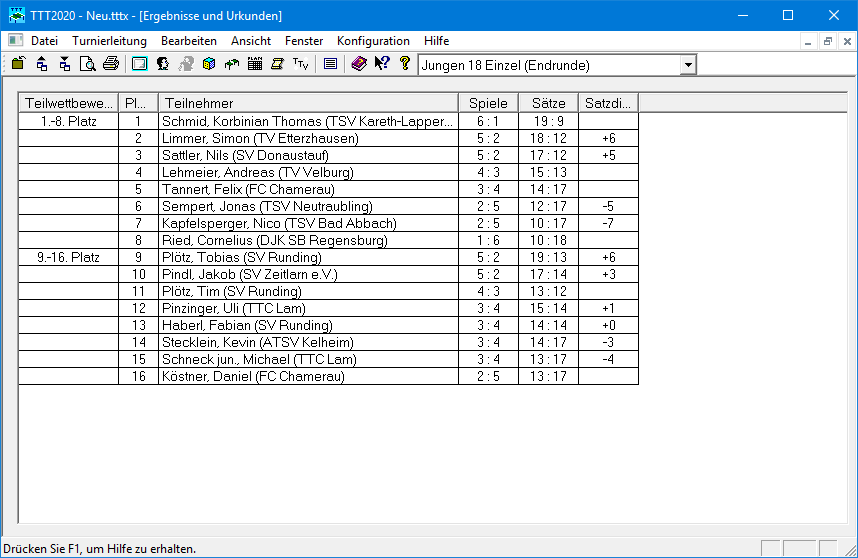 TTT2020 - Neu.tttx - [Ergebnisse und Urkunden]
Datei Turnierleitung Bearbeiten Ansicht Fenster Konfiguration Hilfe
Jungen 18 Einzel (Endrunde)
Teilwettbewe... Pl... Teilnehmer Spiele Sätze Satzdi...
1.-8. Platz 1 Schmid, Korbinian Thomas (TSV Kareth-Lapper... 6 : 1 19 : 9
2 Limmer, Simon (TV Etterzhausen) 5 : 2 18 : 12 +6
3 Sattler, Nils (SV Donaustauf) 5 : 2 17 : 12 +5
4 Lehmeier, Andreas (TV Velburg) 4 : 3 15 : 13
5 Tannert, Felix (FC Chamerau) 3 : 4 14 : 17
6 Sempert, Jonas (TSV Neutraubling) 2 : 5 12 : 17 -5
7 Kapfelsperger, Nico (TSV Bad Abbach) 2 : 5 10 : 17 -7
8 Ried, Cornelius (DJK SB Regensburg) 1 : 6 10 : 18
9.-16. Platz 9 Plötz, Tobias (SV Runding) 5 : 2 19 : 13 +6
10 Pindl, Jakob (SV Zeitlarn e.V.) 5 : 2 17 : 14 +3
11 Plötz, Tim (SV Runding) 4 : 3 13 : 12
12 Pinzinger, Uli (TTC Lam) 3 : 4 15 : 14 +1
13 Haberl, Fabian (SV Runding) 3 : 4 14 : 14 +0
14 Stecklein, Kevin (ATSV Kelheim) 3 : 4 14 : 17 -3
15 Schneck jun., Michael (TTC Lam) 3 : 4 13 : 17 -4
16 Köstner, Daniel (FC Chamerau) 2 : 5 13 : 17
Drücken Sie F1, um Hilfe zu erhalten.